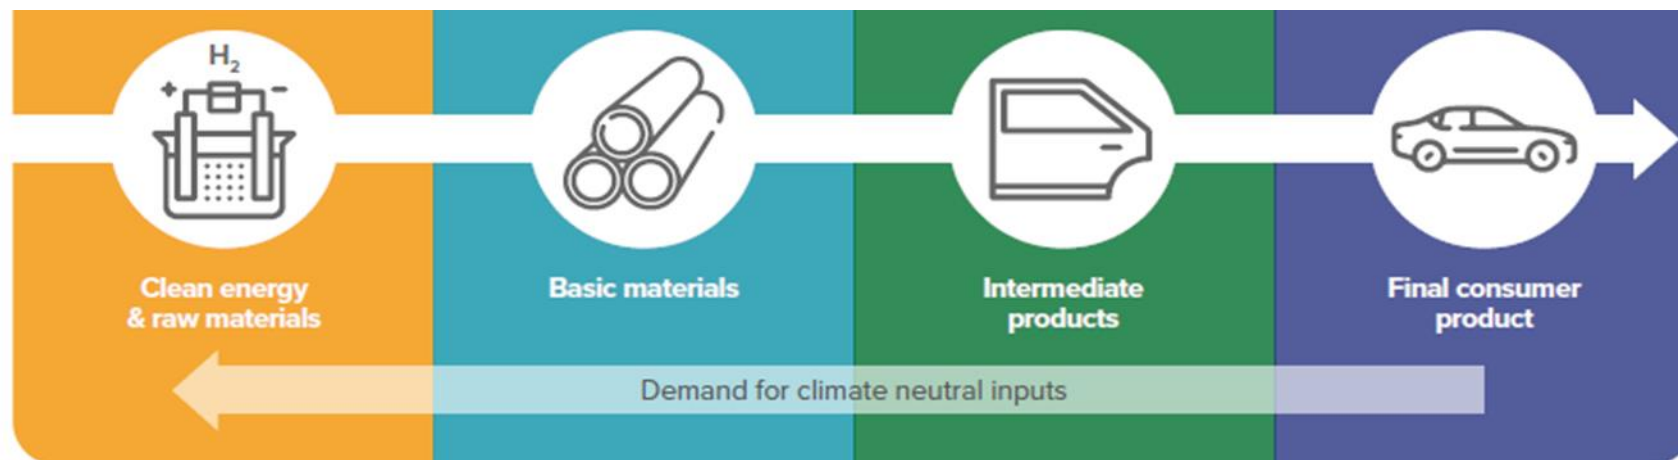 H₂
+ −
Clean energy
& raw materials
Basic materials
Intermediate
products
Final consumer
product
Demand for climate neutral inputs